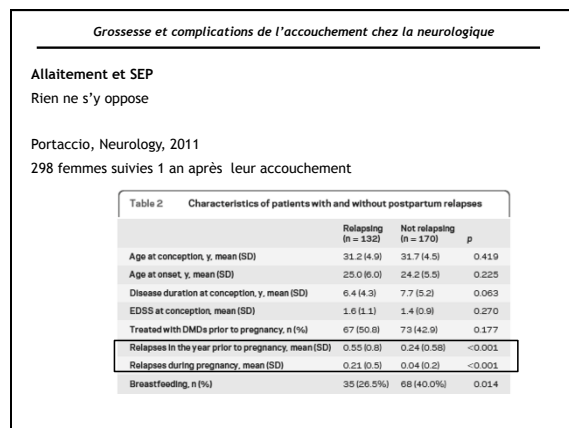 Grossesse et complications de l'accouchement chez la neurologique
Allaitement et SEP
Rien ne s'y oppose
Portaccio, Neurology, 2011
298 femmes suivies 1 an après leur accouchement
Table 2 Characteristics of patients with and without postpartum relapses
Relapsing (n = 132) Not relapsing (n = 170) p
Age at conception, y, mean (SD) 31.2 (4.9) 31.7 (4.5) 0.419
Age at onset, y, mean (SD) 25.0 (6.0) 24.2 (5.5) 0.225
Disease duration at conception, y, mean (SD) 6.4 (4.3) 7.7 (5.2) 0.063
EDSS at conception, mean (SD) 1.6 (1.1) 1.4 (0.9) 0.270
Treated with DMDs prior to pregnancy, n (%) 67 (50.8) 73 (42.9) 0.177
Relapses in the year prior to pregnancy, mean (SD) 0.55 (0.8) 0.24 (0.58) <0.001
Relapses during pregnancy, mean (SD) 0.21 (0.5) 0.04 (0.2) <0.001
Breastfeeding, n (%) 35 (26.5%) 68 (40.0%) 0.014